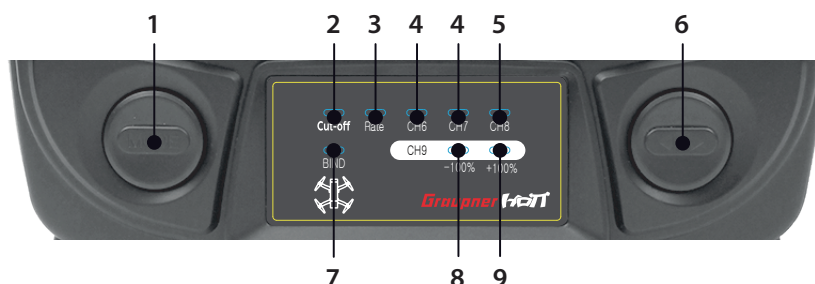 1 2 3 4 4 5 6
Cut-off Rate CH6 CH7 CH8
BIND CH9 -100% +100%
Graupner HoTT
7 8 9